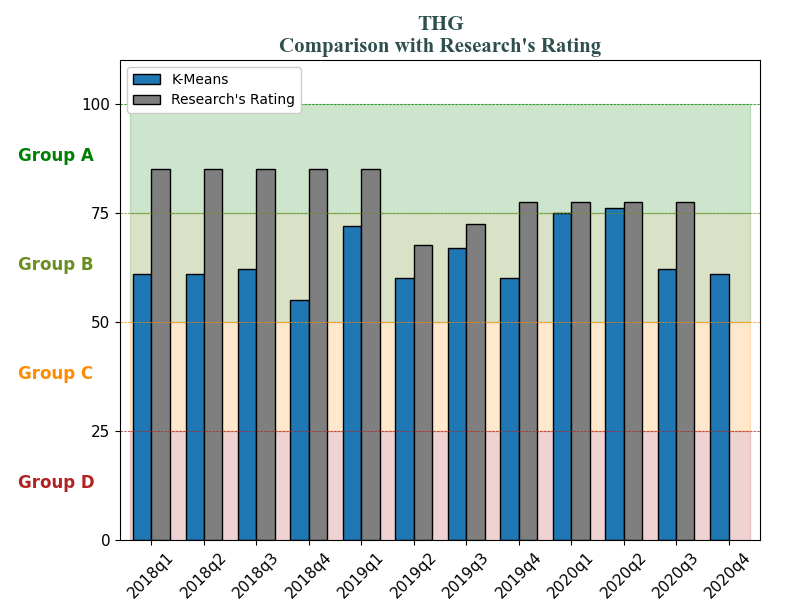 THG
Comparison with Research's Rating
K-Means
Research's Rating
100
Group A
75
Group B
50
Group C
25
Group D
0
2018q1
2018q2
2018q3
2018q4
2019q1
2019q2
2019q3
2019q4
2020q1
2020q2
2020q3
2020q4